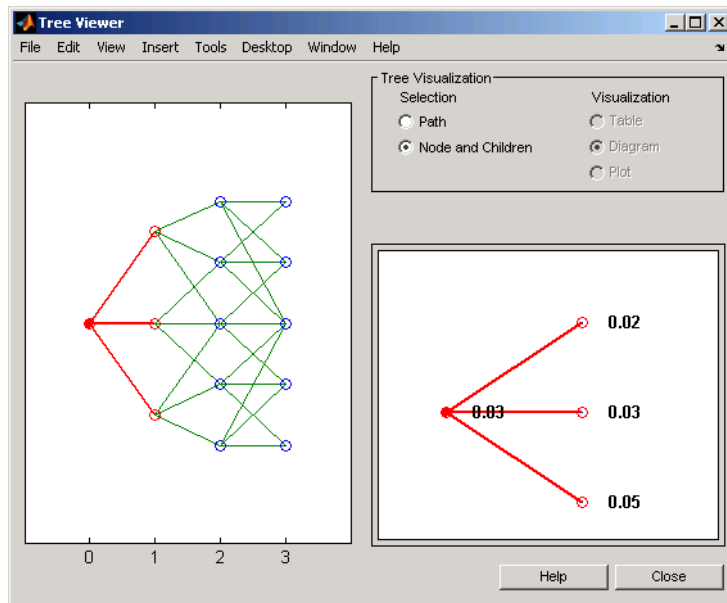 Tree Viewer
File Edit View Insert Tools Desktop Window Help
Tree Visualization
Selection Visualization
Path Table
Node and Children Diagram
Plot
0.02
0.03 0.03
0.05
0 1 2 3
Help Close